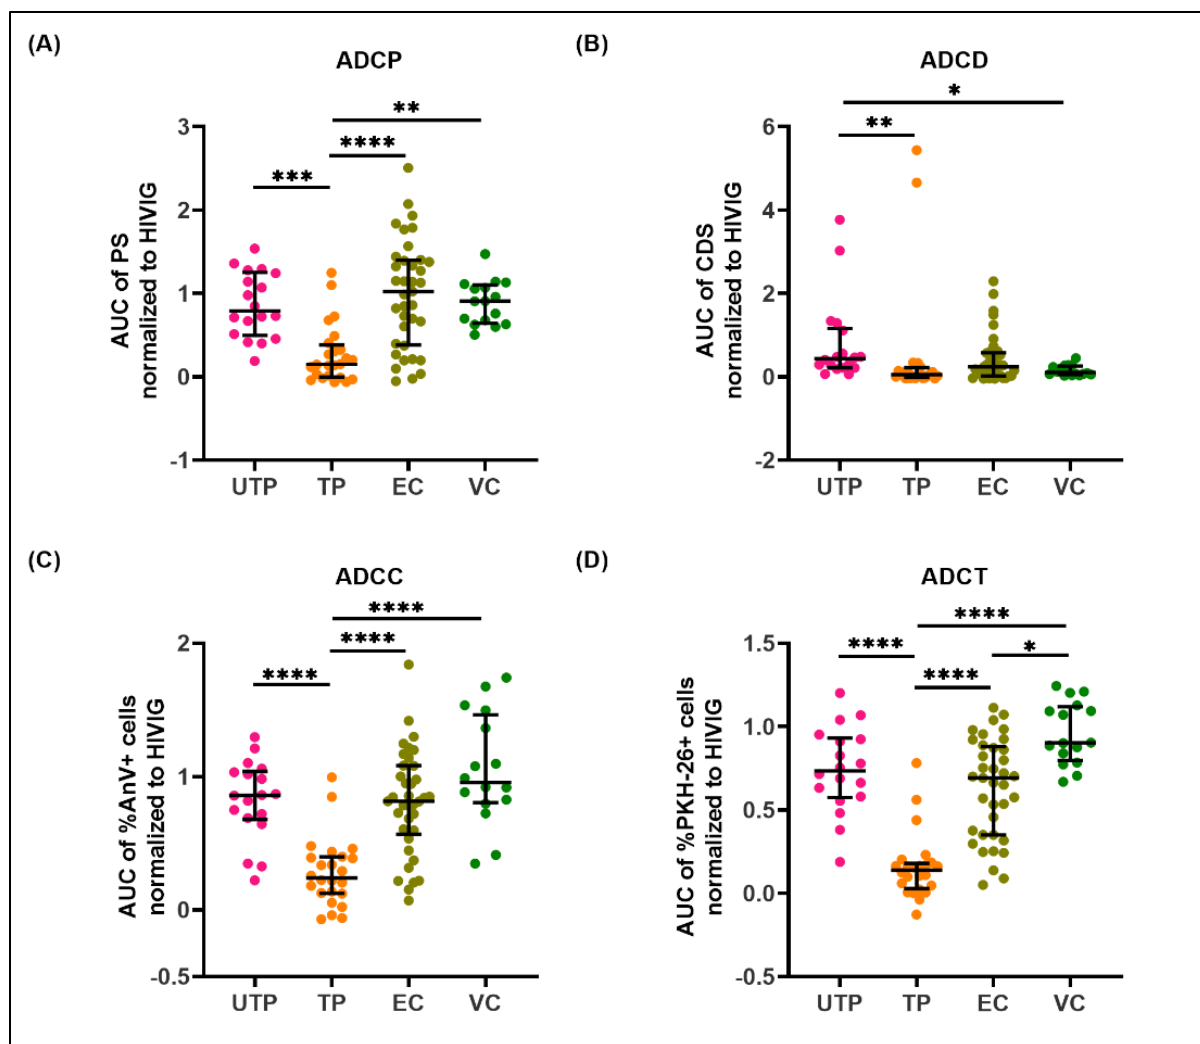 (A)
ADCP
**
****
***
AUC of PS
normalized to HIVIG
3
2
1
0
-1
UTP TP EC VC
(B)
ADCD
*
**
AUC of CDS
normalized to HIVIG
6
4
2
0
-2
UTP TP EC VC
(C)
ADCC
****
****
****
AUC of %AnV+ cells
normalized to HIVIG
2
1
0
-0.5
UTP TP EC VC
(D)
ADCT
****
****
*
****
AUC of %PKH-26+ cells
normalized to HIVIG
1.5
1.0
0.5
0.0
-0.5
UTP TP EC VC